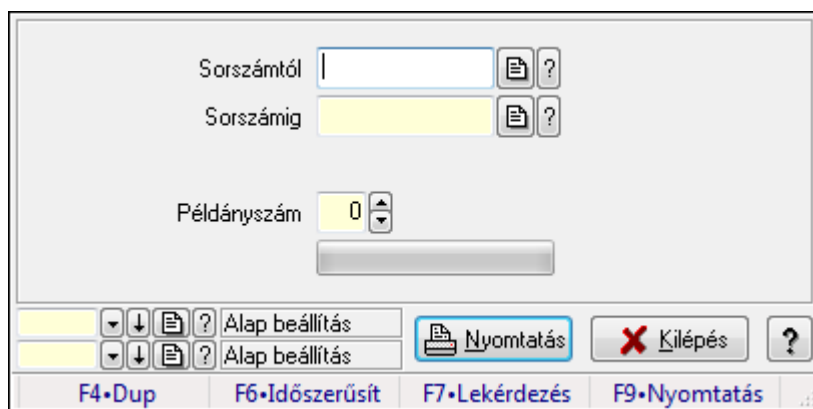 Sorszámtól ?
Sorszámig ?
Példányszám 0
? Alap beállítás
? Alap beállítás
Nyomtatás Kilépés ?
F4•Dup F6•Időszerűsít F7•Lekérdezés F9•Nyomtatás